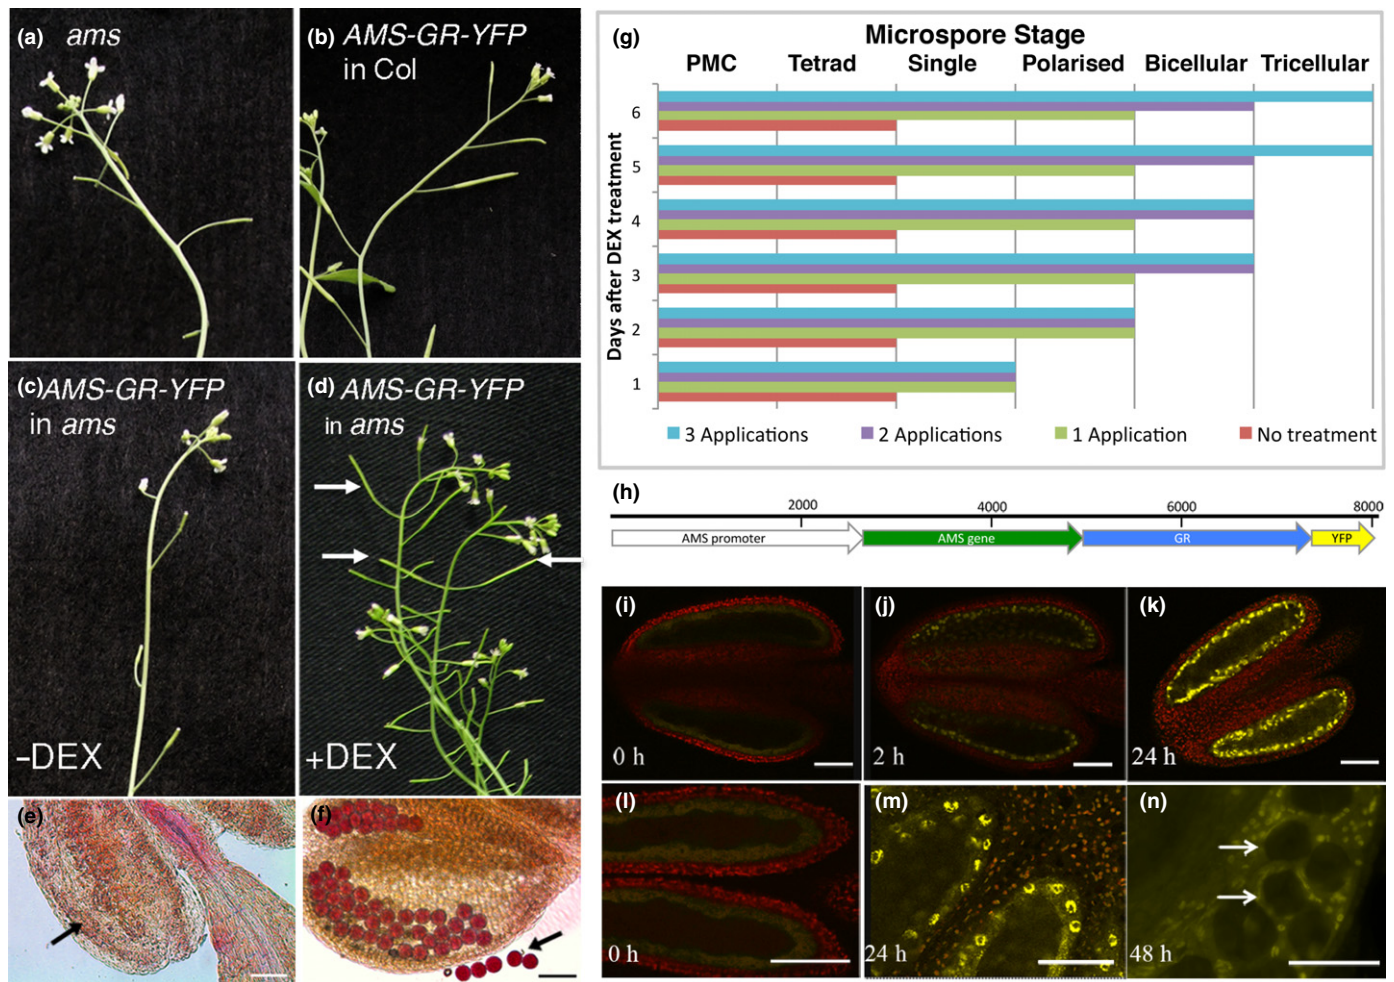 (a) ams
(b) AMS-GR-YFP
in Col
(c) AMS-GR-YFP
in ams
–DEX
(d) AMS-GR-YFP
in ams
+DEX
(e)
(f)
(g)
Microspore Stage
PMC Tetrad Single Polarised Bicellular Tricellular
Days after DEX treatment
6
5
4
3
2
1
3 Applications 2 Applications 1 Application No treatment
(h)
2000 4000 6000 8000
AMS promoter AMS gene GR YFP
(i)
0 h
(j)
2 h
(k)
24 h
(l)
0 h
(m)
24 h
(n)
48 h